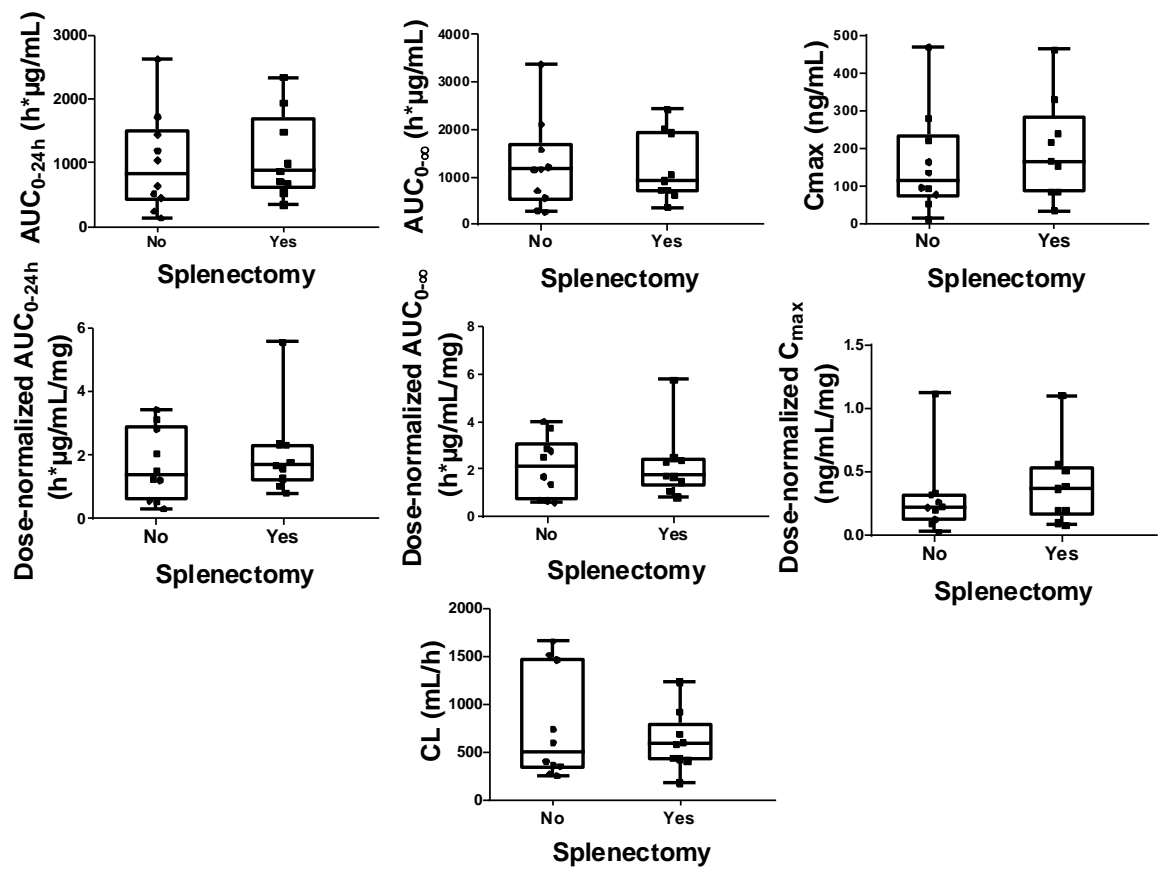 AUC0-24h (h*µg/mL)
3000
2000
1000
0
No Yes
Splenectomy
AUC0-∞ (h*µg/mL)
4000
3000
2000
1000
0
No Yes
Splenectomy
Cmax (ng/mL)
500
400
300
200
100
0
No Yes
Splenectomy
Dose-normalized AUC0-24h
(h*µg/mL/mg)
6
4
2
0
No Yes
Splenectomy
Dose-normalized AUC0-∞
(h*µg/mL/mg)
8
6
4
2
0
No Yes
Splenectomy
Dose-normalized Cmax
(ng/mL/mg)
1.5
1.0
0.5
0.0
No Yes
Splenectomy
CL (mL/h)
2000
1500
1000
500
0
No Yes
Splenectomy